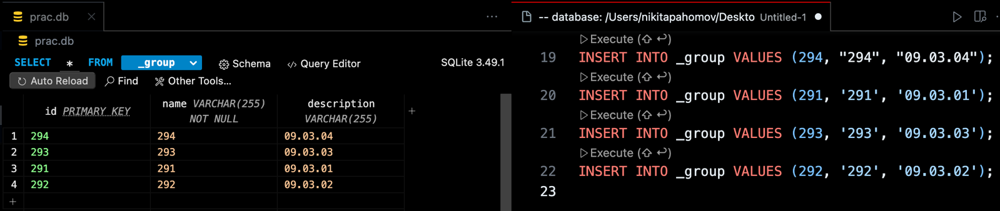 prac.db
prac.db
SELECT * FROM _group Schema Query Editor SQLite 3.49.1
Auto Reload Find Other Tools...
id PRIMARY KEY name VARCHAR(255) NOT NULL description VARCHAR(255) +
1 294 294 09.03.04
2 293 293 09.03.03
3 291 291 09.03.01
4 292 292 09.03.02
+
-- database: /Users/nikitapahomov/Deskto Untitled-1
Execute (⇧ ↩)
19 INSERT INTO _group VALUES (294, "294", "09.03.04");
Execute (⇧ ↩)
20 INSERT INTO _group VALUES (291, '291', '09.03.01');
Execute (⇧ ↩)
21 INSERT INTO _group VALUES (293, '293', '09.03.03');
Execute (⇧ ↩)
22 INSERT INTO _group VALUES (292, '292', '09.03.02');
23